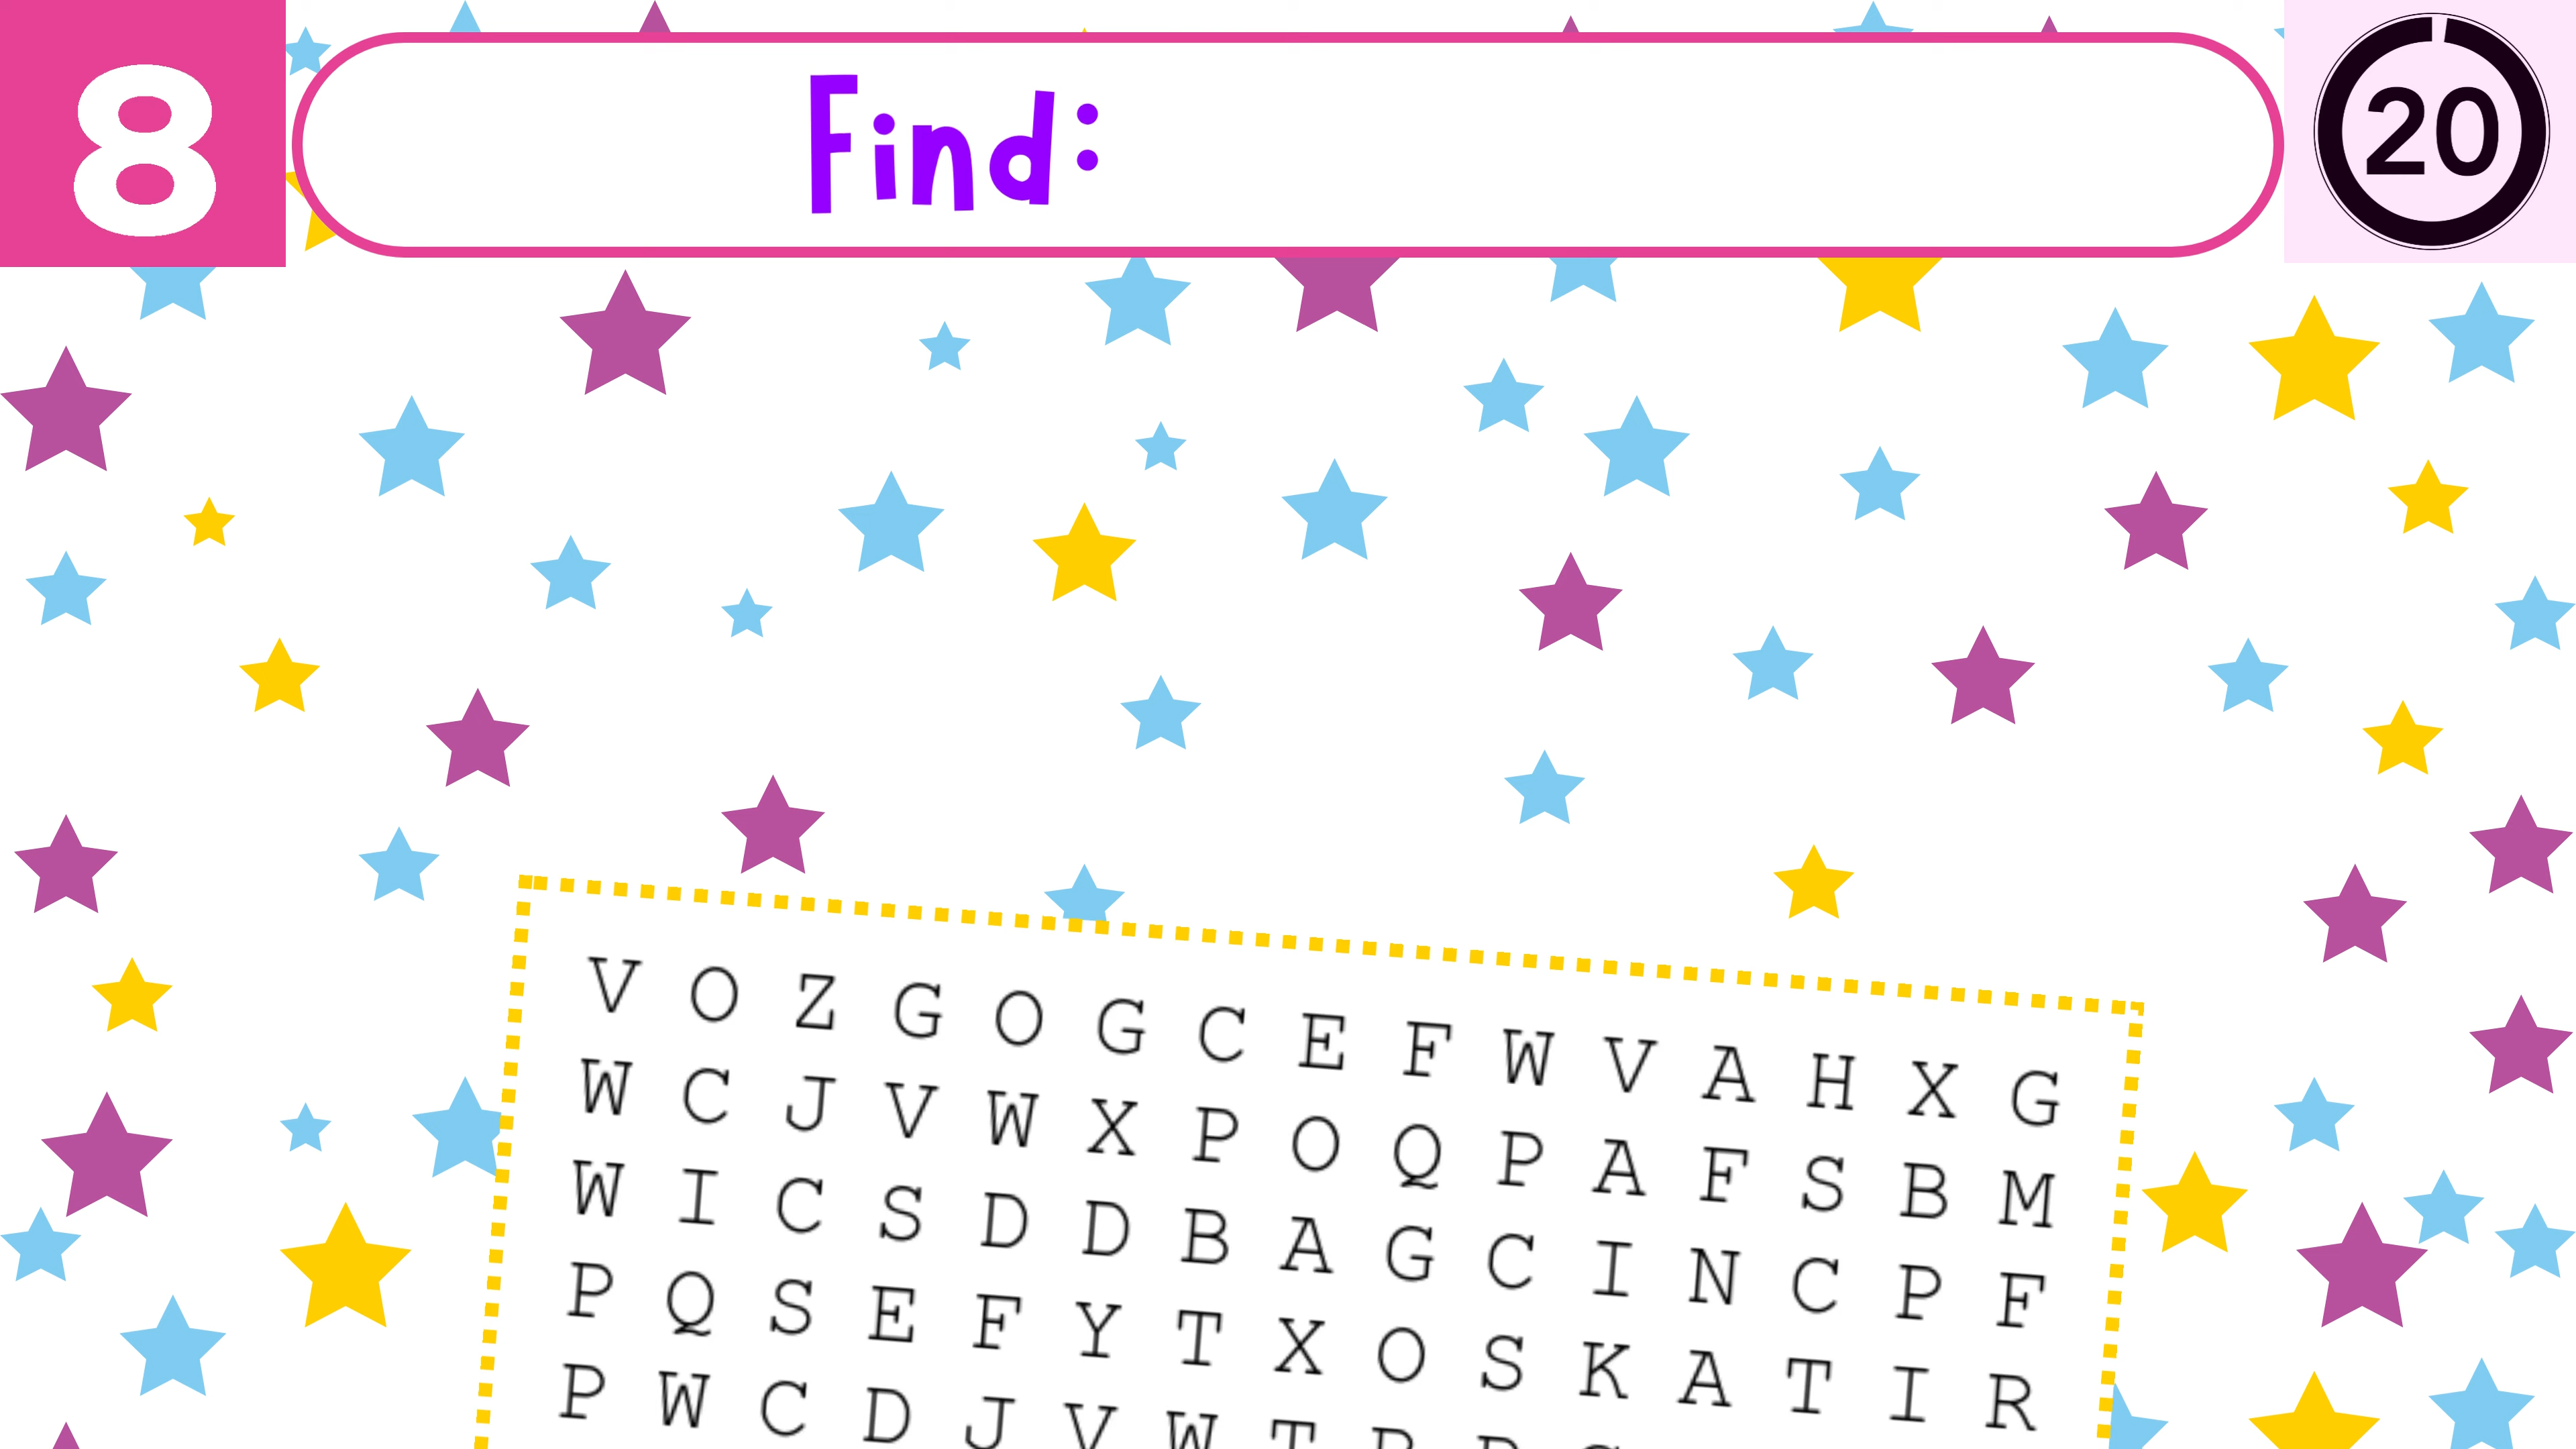 8
Find:
20
V O Z G O G C E F W V A H X G
W C J V W X P O Q P A F S B M
W I C S D D B A G C I N C P F
P Q S E F Y T X O S K A T I R
P W C D J V W T